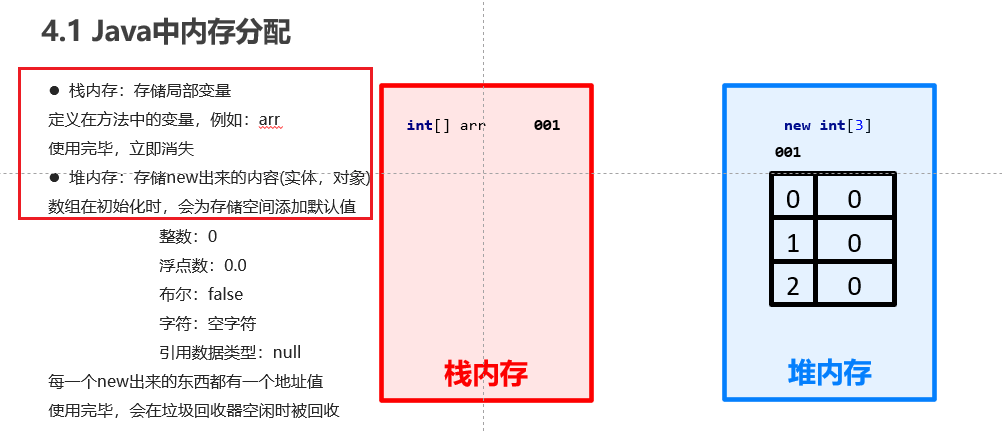 4.1 Java中内存分配
● 栈内存：存储局部变量
定义在方法中的变量，例如：arr
使用完毕，立即消失
● 堆内存：存储new出来的内容(实体，对象)
数组在初始化时，会为存储空间添加默认值
整数：0
浮点数：0.0
布尔：false
字符：空字符
引用数据类型：null
每一个new出来的东西都有一个地址值
使用完毕，会在垃圾回收器空闲时被回收
int[] arr 001
栈内存
new int[3]
001
0 0
1 0
2 0
堆内存